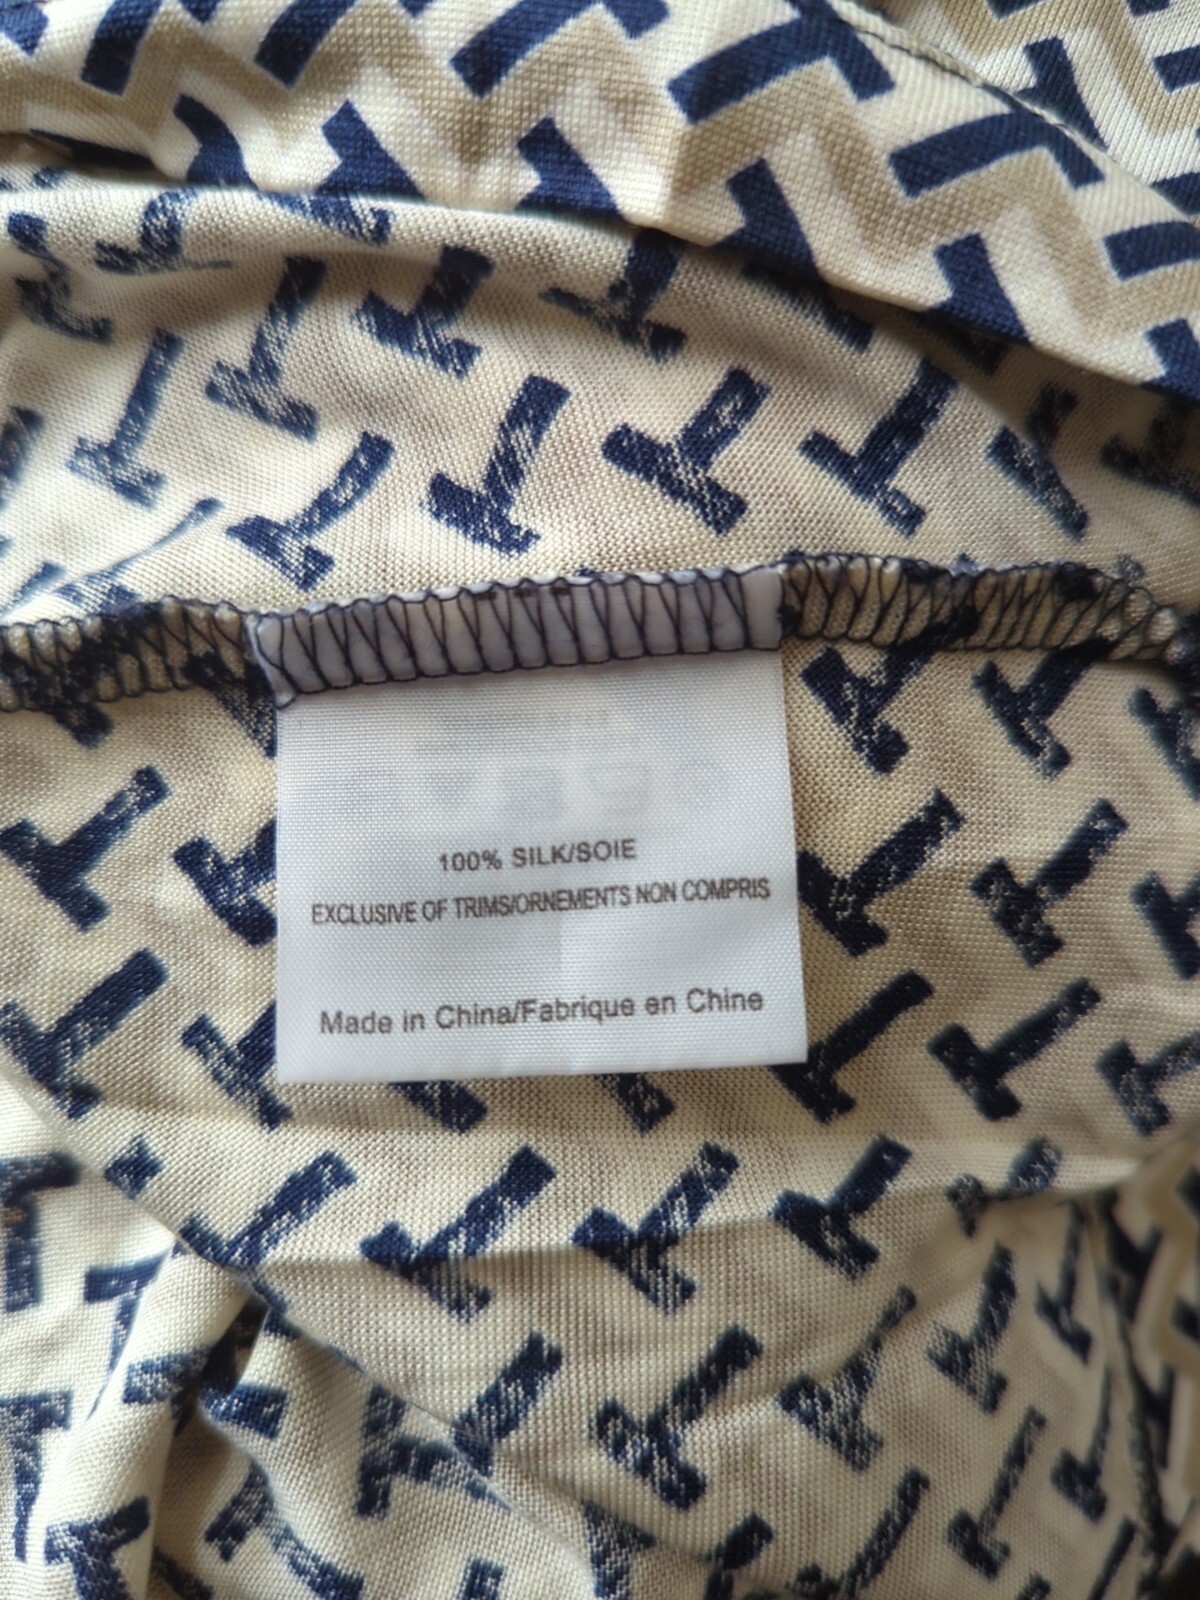 100% SILK/SOIE
EXCLUSIVE OF TRIMS/ORNEMENTS NON COMPRIS
Made in China/Fabrique en Chine